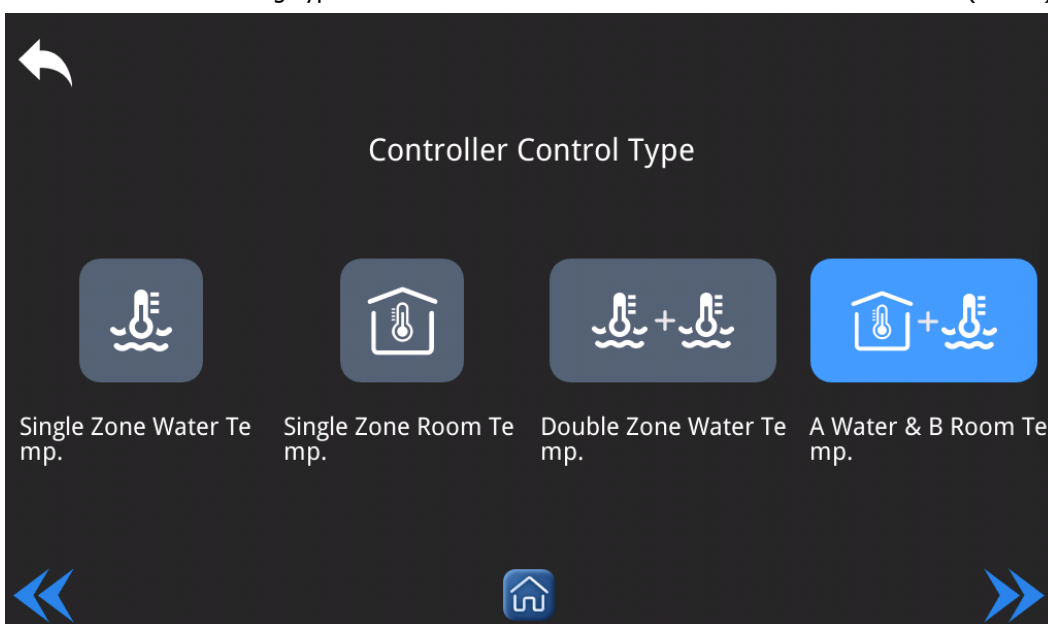 Controller Control Type
Single Zone Water Te
mp.
Single Zone Room Te
mp.
Double Zone Water Te
mp.
A Water & B Room Te
mp.